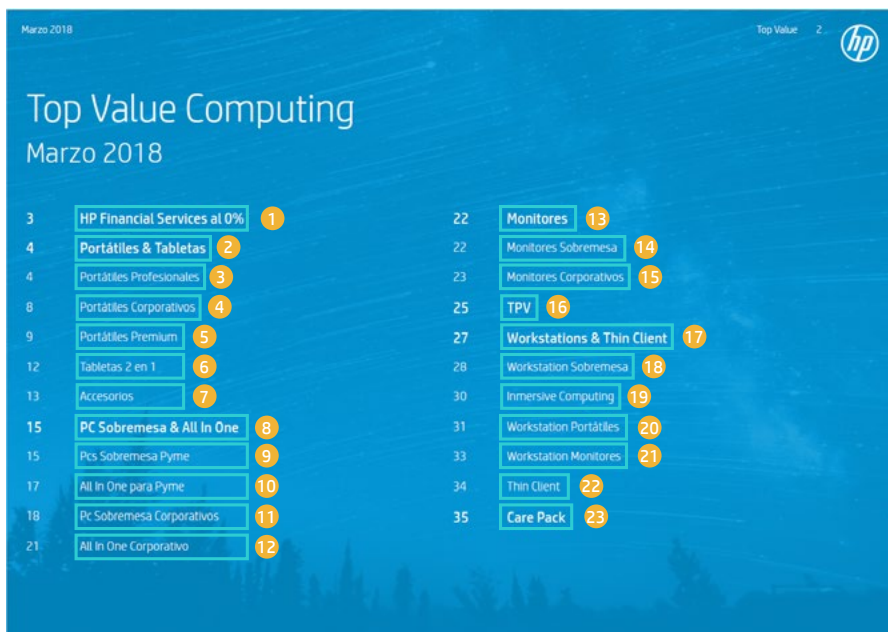 Marzo 2018
Top Value 2
hp
Top Value Computing
Marzo 2018
3 HP Financial Services al 0% 1
4 Portátiles & Tabletas 2
4 Portátiles Profesionales 3
8 Portátiles Corporativos 4
9 Portátiles Premium 5
12 Tabletas 2 en 1 6
13 Accesorios 7
15 PC Sobremesa & All In One 8
15 Pcs Sobremesa Pyme 9
17 All In One para Pyme 10
18 Pc Sobremesa Corporativos 11
21 All In One Corporativo 12
22 Monitores 13
22 Monitores Sobremesa 14
23 Monitores Corporativos 15
25 TPV 16
27 Workstations & Thin Client 17
28 Workstation Sobremesa 18
30 Inmersive Computing 19
31 Workstation Portátiles 20
33 Workstation Monitores 21
34 Thin Client 22
35 Care Pack 23